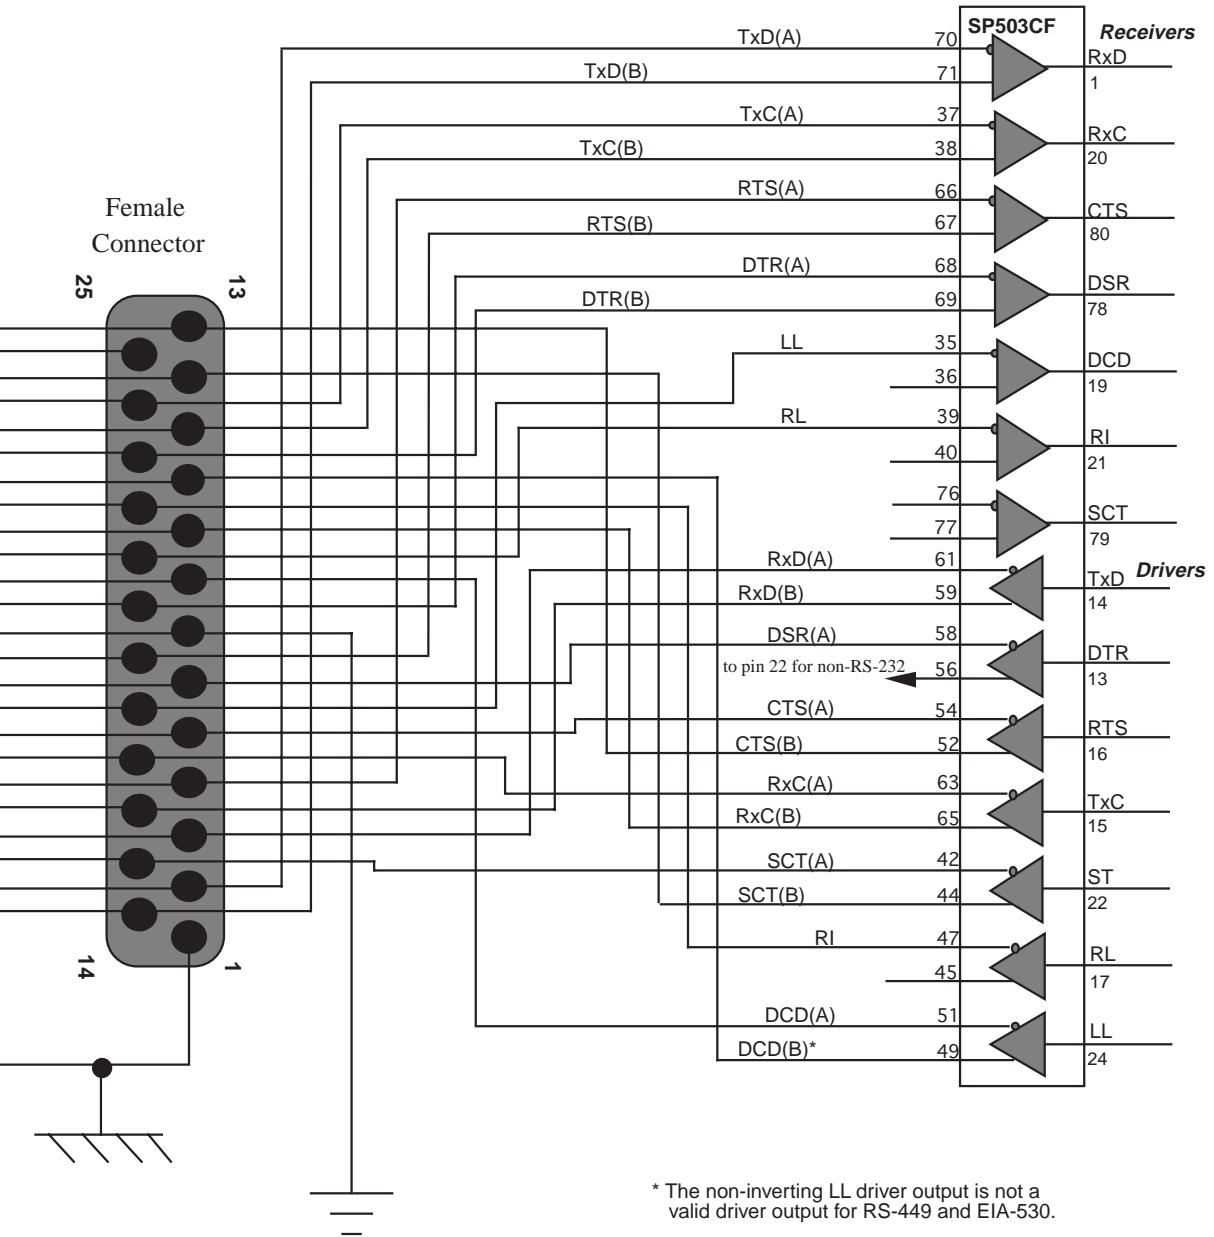 SP503CF
Receivers
TxD(A) 70
RxD
TxD(B) 71
1
TxC(A) 37
RxC
TxC(B) 38
20
RTS(A) 66
CTS
RTS(B) 67
80
Female
Connector
DTR(A) 68
DSR
DTR(B) 69
78
25
13
LL 35
DCD
36
19
RL 39
RI
40
21
76
SCT
77
79
RxD(A) 61
TxD
Drivers
RxD(B) 59
14
DSR(A) 58
DTR
to pin 22 for non-RS-232 56
13
CTS(A) 54
RTS
CTS(B) 52
16
RxC(A) 63
TxC
RxC(B) 65
15
SCT(A) 42
ST
SCT(B) 44
22
RI 47
RL
45
17
14
1
DCD(A) 51
LL
DCD(B)* 49
24
* The non-inverting LL driver output is not a
valid driver output for RS-449 and EIA-530.